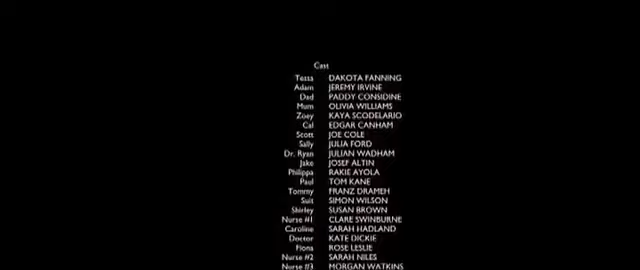 Cast
Tessa DAKOTA FANNING
Adam JEREMY IRVINE
Dad PADDY CONSIDINE
Mum OLIVIA WILLIAMS
Zoey KAYA SCODELARIO
Cal EDGAR CANHAM
Scott JOE COLE
Sally JULIA FORD
Dr. Ryan JULIAN WADHAM
Jake JOSEF ALTIN
Philippa RAKIE AYOLA
Paul TOM KANE
Tommy FRANZ DRAMEH
Suit SIMON WILSON
Shirley SUSAN BROWN
Nurse #1 CLARE SWINBURNE
Caroline SARAH HADLAND
Doctor KATE DICKIE
Fiona ROSE LESLIE
Nurse #2 SARAH NILES
Nurse #3 MORGAN WATKINS